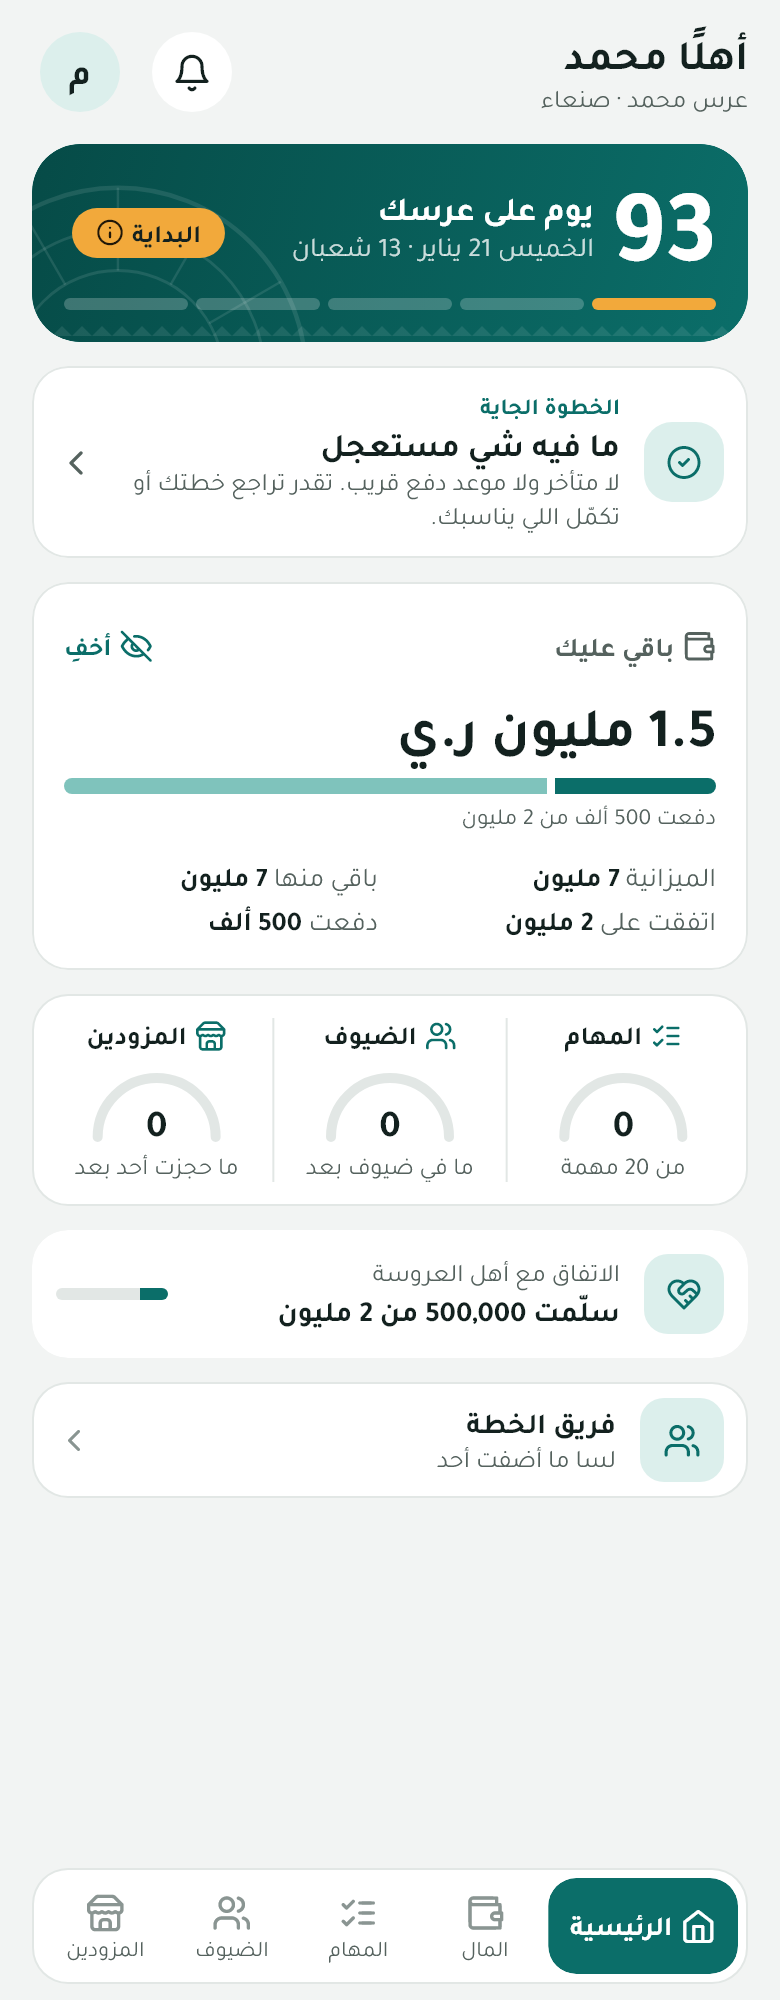 أهلًا محمد
عرس محمد · صنعاء
م
93
يوم على عرسك
الخميس 21 يناير · 13 شعبان
البداية
الخطوة الجاية
ما فيه شي مستعجل
لا متأخر ولا موعد دفع قريب. تقدر تراجع خطتك أو
تكمّل اللي يناسبك.
باقي عليك
أخفِ
1.5 مليون ر.ي
دفعت 500 ألف من 2 مليون
الميزانية 7 مليون
باقي منها 7 مليون
اتفقت على 2 مليون
دفعت 500 ألف
المهام
0
من 20 مهمة
الضيوف
0
ما في ضيوف بعد
المزودين
0
ما حجزت أحد بعد
الاتفاق مع أهل العروسة
سلّمت 500,000 من 2 مليون
فريق الخطة
لسا ما أضفت أحد
الرئيسية
المال
المهام
الضيوف
المزودين